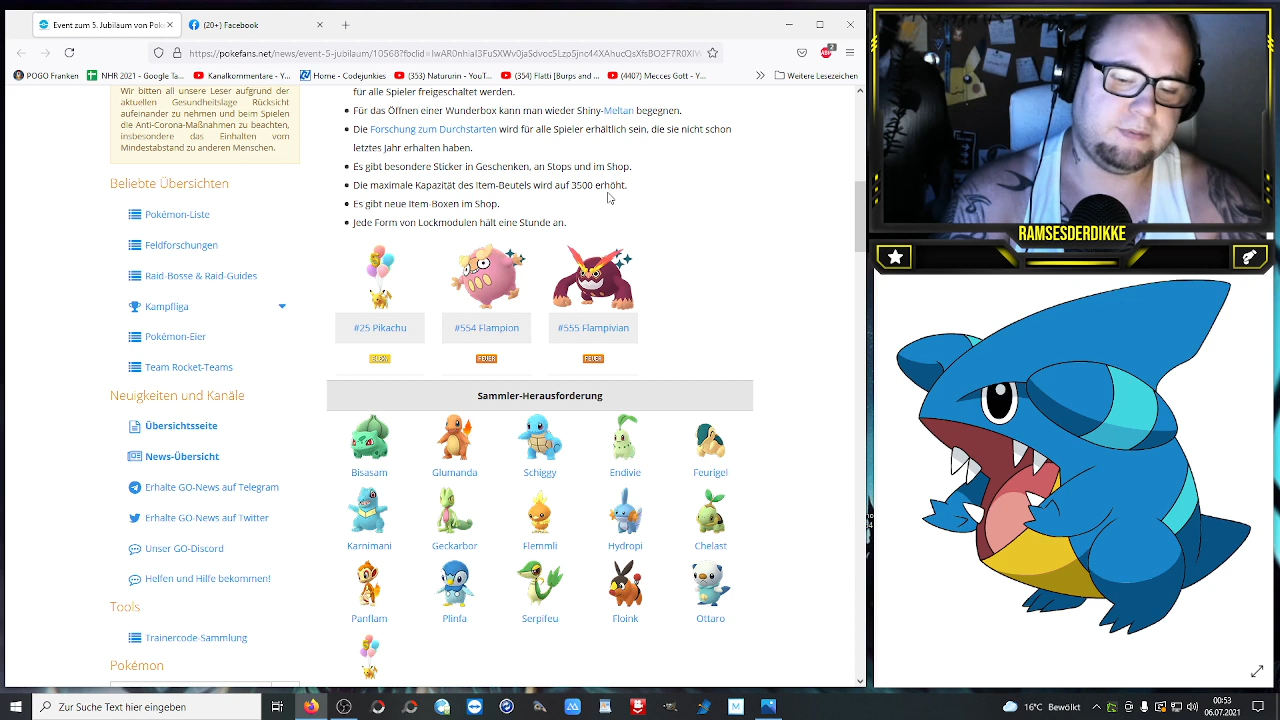 Event zum 5. Jubiläum von Pok
(20+) Facebook
https://pokefans.net/news/event-5-jubilaum/10568?
POGO Franken
NHR 2021 - Google Ta...
Kanalkommentare - Y...
Home - Codejunkies
(353) Naturuin - YouT...
(354) Flatti [Burps and ...
(4407) Mecces Gott - Y...
Weitere Lesezeichen
Wir bitten all unsere Leser aufgrund der
aktuellen Gesundheitslage Rücksicht
aufeinander zu nehmen und beim Spielen
die Anti-Corona-Maßnahmen zu beachten,
insbesondere das Einhalten vom
Mindestabstand zu anderen Menschen.
Beliebte Übersichten
Pokémon-Liste
Feldforschungen
Raid-Bosse & Raid-Guides
Kampfliga
Pokémon-Eier
Team Rocket-Teams
Neuigkeiten und Kanäle
Übersichtsseite
News-Übersicht
Erhalte GO-News auf Telegram
Erhalte GO-News auf Twitter
Unser GO-Discord
Helfen und Hilfe bekommen!
Tools
Trainercode-Sammlung
Pokémon
für alle Spieler freigeschaltet werden.
Für das Öffnen einer Wunderbox kann man wieder Shiny-Meltan begegnen.
Die Forschung zum Durchstarten wird für alle Spieler erhältlich sein, die sie nicht schon
letztes Jahr erhalten haben.
Es gibt besondere Sticker in Geschenken, an Stops und im Shop.
Die maximale Kapazität des Item-Beutels wird auf 3500 erhöht.
Es gibt neue Item-Boxen im Shop.
Jede Form von Lockmodulen hält eine Stunde an.
#25 Pikachu
#554 Flampion
#555 Flampivian
ELEK
FEUER
FEUER
Sammler-Herausforderung
Bisasam
Glumanda
Schiggy
Endivie
Feurigel
Karnimani
Geckarbor
Flemmli
Hydropi
Chelast
Panflam
Plinfa
Serpifeu
Floink
Ottaro
RAMSESDERDIKKE
Zur Suche Text hier eingeben
16°C Bewölkt
00:53
06.07.2021